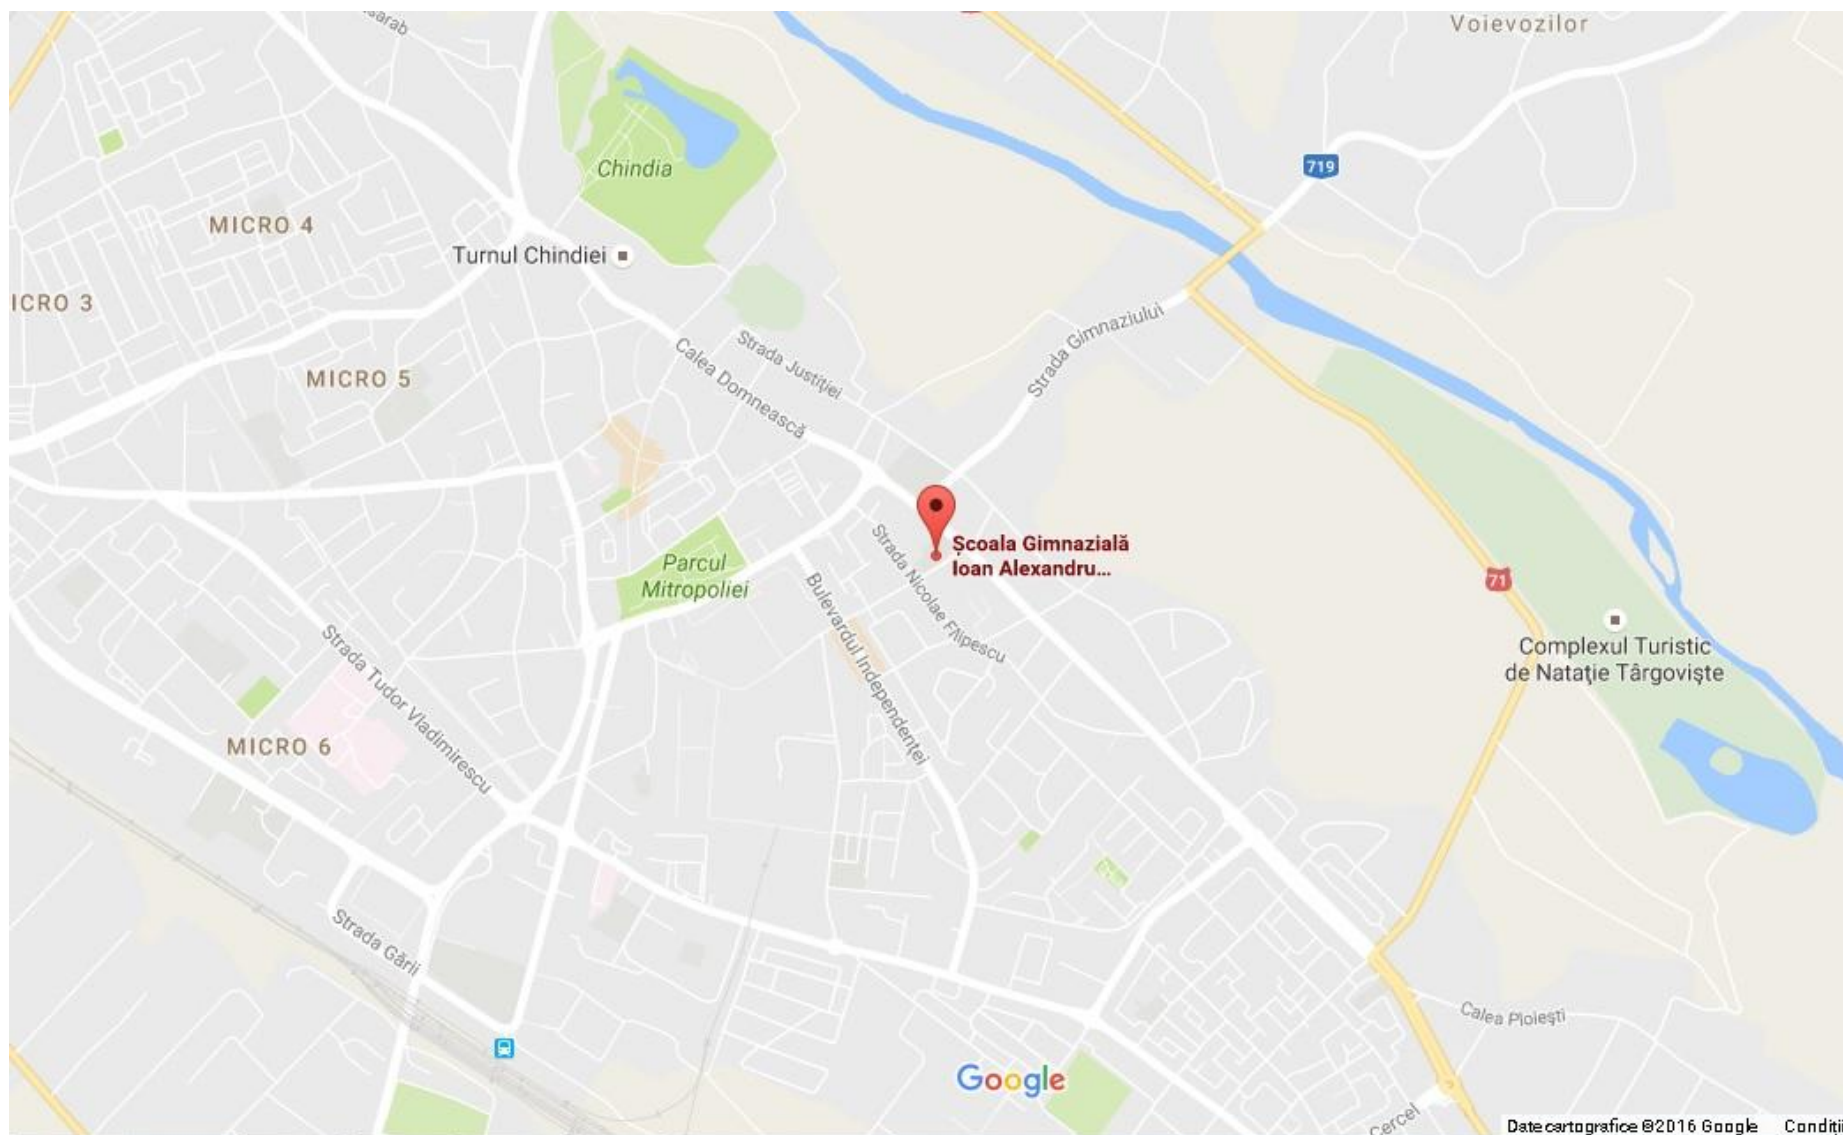 Voievozilor
719
Chindia
MICRO 4
Turnul Chindiei
ICRO 3
Strada Gimnaziului
Strada Justiției
Calea Domnească
MICRO 5
Școala Gimnazială
Ioan Alexandru...
Parcul
Mitropoliei
Strada Nicolae Filipescu
Bulevardul Independenței
71
Complexul Turistic
de Natație Târgoviște
Strada Tudor Vladimirescu
MICRO 6
Strada Gării
Calea Ploiești
Google
Cercel
Date cartografice ©2016 Google Condiți